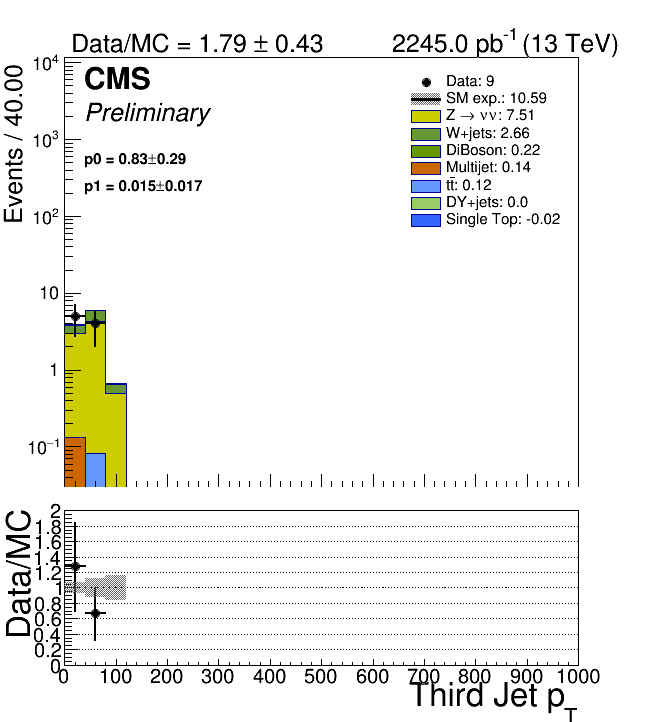 Data/MC = 1.79 ± 0.43 2245.0 pb⁻¹ (13 TeV)
CMS
Preliminary
p0 = 0.83±0.29
p1 = 0.015±0.017
Data: 9
SM exp.: 10.59
Z → νν: 7.51
W+jets: 2.66
DiBoson: 0.22
Multijet: 0.14
tt̄: 0.12
DY+jets: 0.0
Single Top: -0.02
Events / 40.00
10⁴
10³
10²
10
1
10⁻¹
Data/MC
2
1.8
1.6
1.4
1.2
1
0.8
0.6
0.4
0.2
0
0 100 200 300 400 500 600 700 800 900 1000
Third Jet p_T